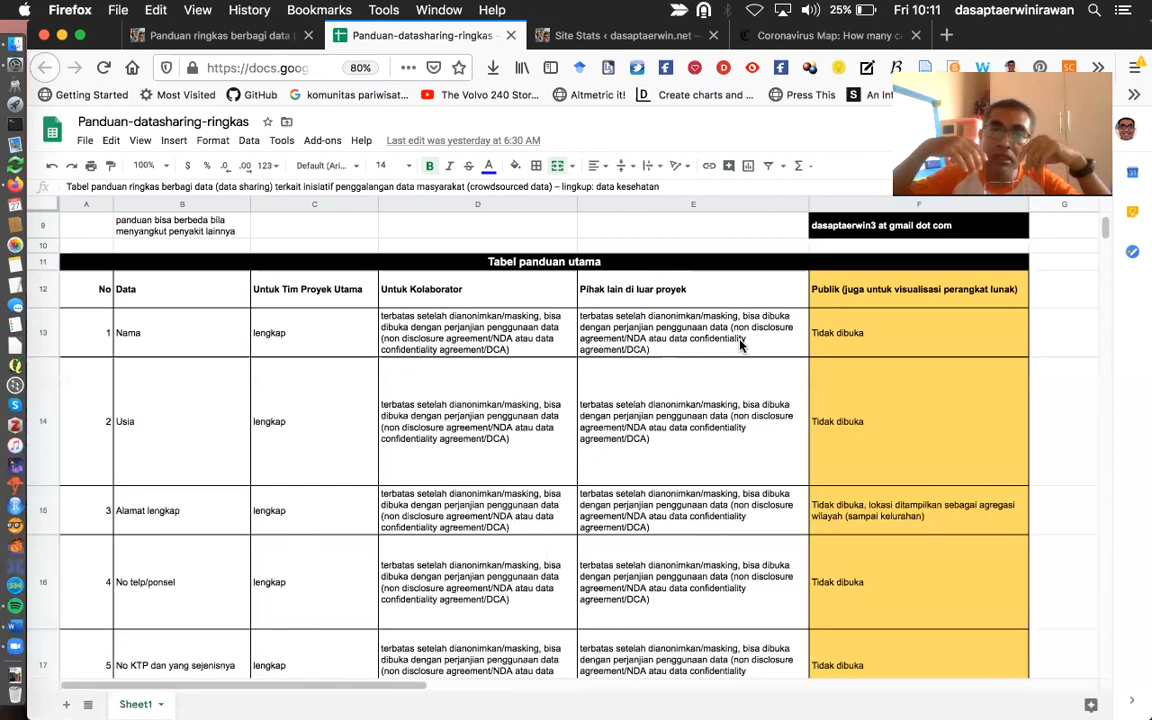 Firefox File Edit View History Bookmarks Tools Window Help 25% Fri 10:11 dasaptaerwinirawan
Panduan ringkas berbagi data ( Panduan-datasharing-ringkas - Site Stats ‹ dasaptaerwin.net — Coronavirus Map: How many c
https://docs.goog 80%
Getting Started Most Visited GitHub komunitas pariwisat… The Volvo 240 Stor… Altmetric it! Create charts and … Press This An
Panduan-datasharing-ringkas
File Edit View Insert Format Data Tools Add-ons Help Last edit was yesterday at 6:30 AM
100% $ % .0 .00 123 Default (Ari... 14 B I S A
fx Tabel panduan ringkas berbagi data (data sharing) terkait inisiatif penggalangan data masyarakat (crowdsourced data) – lingkup: data kesehatan
A B C D E F G
9 panduan bisa berbeda bila
menyangkut penyakit lainnya
dasaptaerwin3 at gmail dot com
10
11 Tabel panduan utama
12 No Data Untuk Tim Proyek Utama Untuk Kolaborator Pihak lain di luar proyek Publik (juga untuk visualisasi perangkat lunak)
13 1 Nama lengkap
terbatas setelah dianonimkan/masking, bisa
dibuka dengan perjanjian penggunaan data
(non disclosure agreement/NDA atau data
confidentiality agreement/DCA)
terbatas setelah dianonimkan/masking, bisa dibuka
dengan perjanjian penggunaan data (non disclosure
agreement/NDA atau data confidentiality
agreement/DCA)
Tidak dibuka
14 2 Usia lengkap
terbatas setelah dianonimkan/masking, bisa
dibuka dengan perjanjian penggunaan data
(non disclosure agreement/NDA atau data
confidentiality agreement/DCA)
terbatas setelah dianonimkan/masking, bisa dibuka
dengan perjanjian penggunaan data (non disclosure
agreement/NDA atau data confidentiality
agreement/DCA)
Tidak dibuka
15 3 Alamat lengkap lengkap
terbatas setelah dianonimkan/masking, bisa
dibuka dengan perjanjian penggunaan data
(non disclosure agreement/NDA atau data
confidentiality agreement/DCA)
terbatas setelah dianonimkan/masking, bisa dibuka
dengan perjanjian penggunaan data (non disclosure
agreement/NDA atau data confidentiality
agreement/DCA)
Tidak dibuka, lokasi ditampilkan sebagai agregasi
wilayah (sampai kelurahan)
16 4 No telp/ponsel lengkap
terbatas setelah dianonimkan/masking, bisa
dibuka dengan perjanjian penggunaan data
(non disclosure agreement/NDA atau data
confidentiality agreement/DCA)
terbatas setelah dianonimkan/masking, bisa dibuka
dengan perjanjian penggunaan data (non disclosure
agreement/NDA atau data confidentiality
agreement/DCA)
Tidak dibuka
17 5 No KTP dan yang sejenisnya lengkap
terbatas setelah dianonimkan/masking, bisa
dibuka dengan perjanjian penggunaan data
(non disclosure agreement/NDA atau data
terbatas setelah dianonimkan/masking, bisa dibuka
dengan perjanjian penggunaan data (non disclosure
agreement/NDA atau data confidentiality
Tidak dibuka
Sheet1